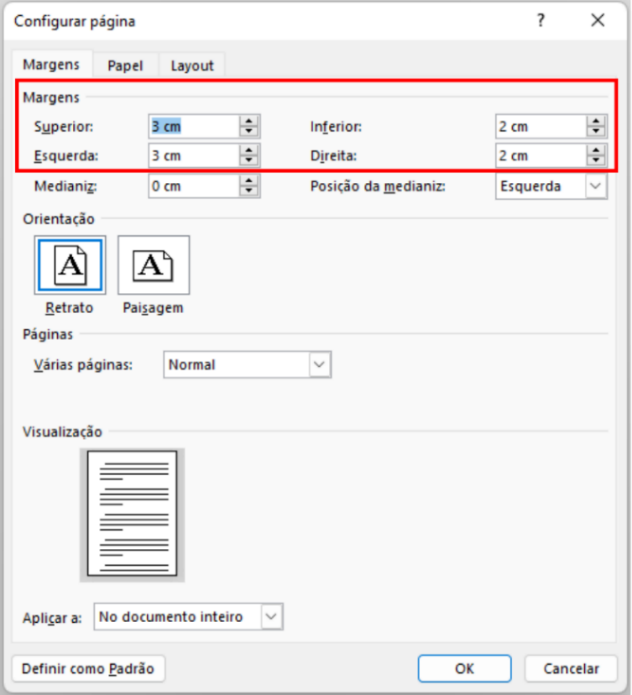 Configurar página ? ×
Margens Papel Layout
Margens
Superior: 3 cm Inferior: 2 cm
Esquerda: 3 cm Direita: 2 cm
Medianiz: 0 cm Posição da medianiz: Esquerda
Orientação
A A
Retrato Paisagem
Páginas
Várias páginas: Normal
Visualização
Aplicar a: No documento inteiro
Definir como Padrão OK Cancelar